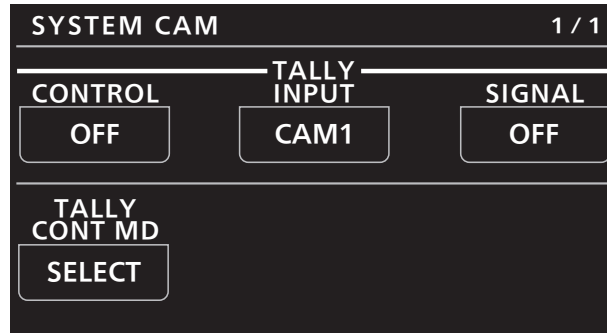 SYSTEM CAM 1/1
TALLY
CONTROL INPUT SIGNAL
OFF CAM1 OFF
TALLY
CONT MD
SELECT